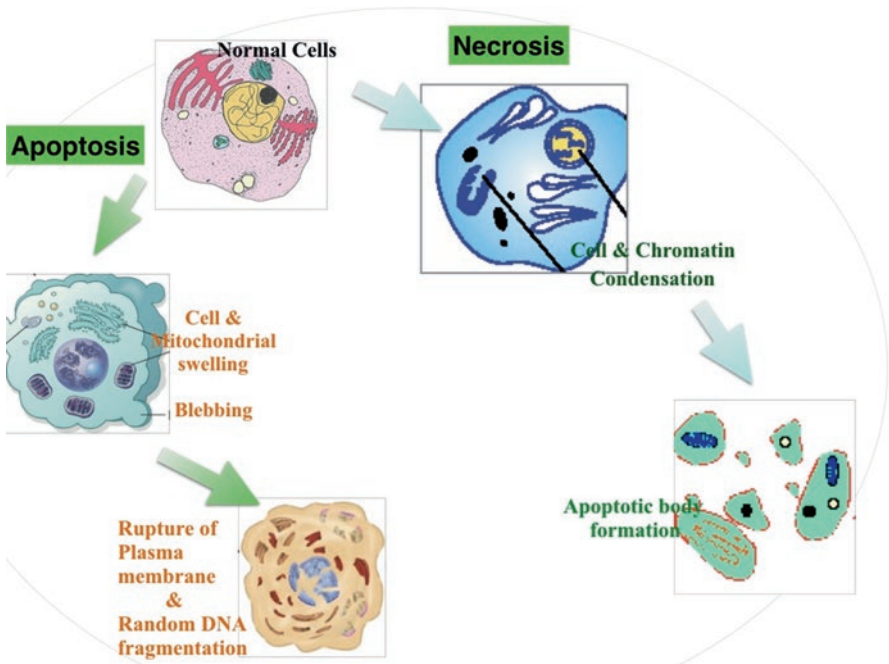 Normal Cells
Necrosis
Apoptosis
Cell & Chromatin
Condensation
Cell &
Mitochondrial
swelling
Blebbing
Apoptotic body
formation
Rupture of
Plasma
membrane
&
Random DNA
fragmentation